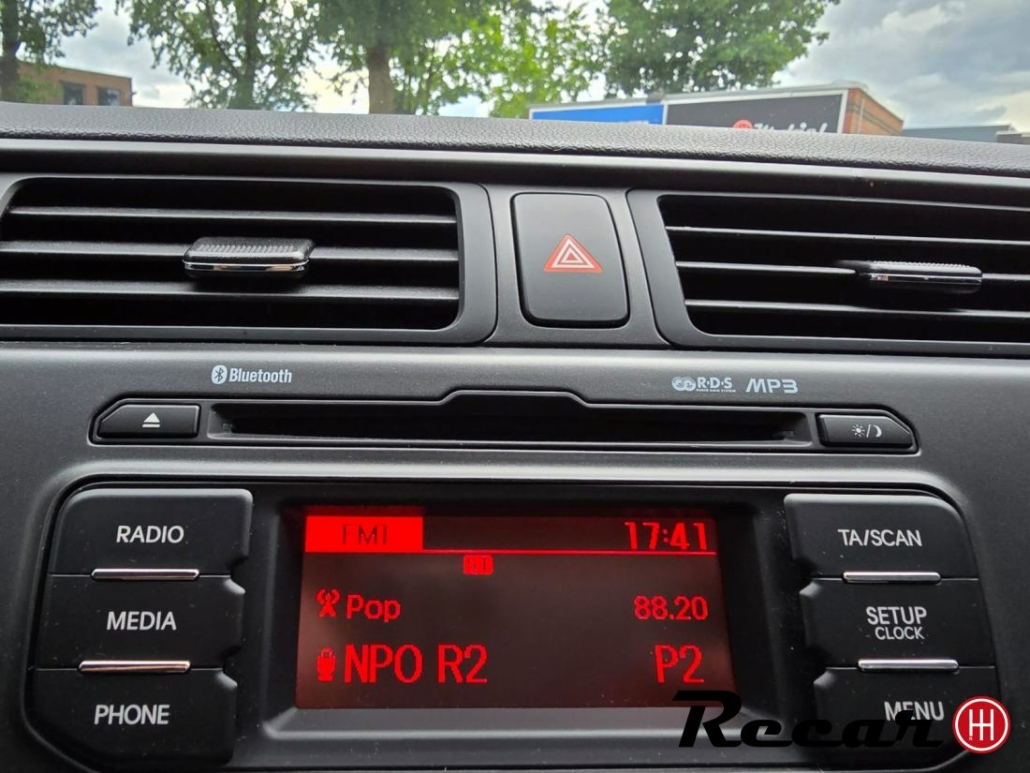 Bluetooth
R·D·S
MP3
RADIO
MEDIA
PHONE
FM1
17:41
Pop
88.20
NPO R2
P2
TA/SCAN
SETUP
CLOCK
MENU
Recar